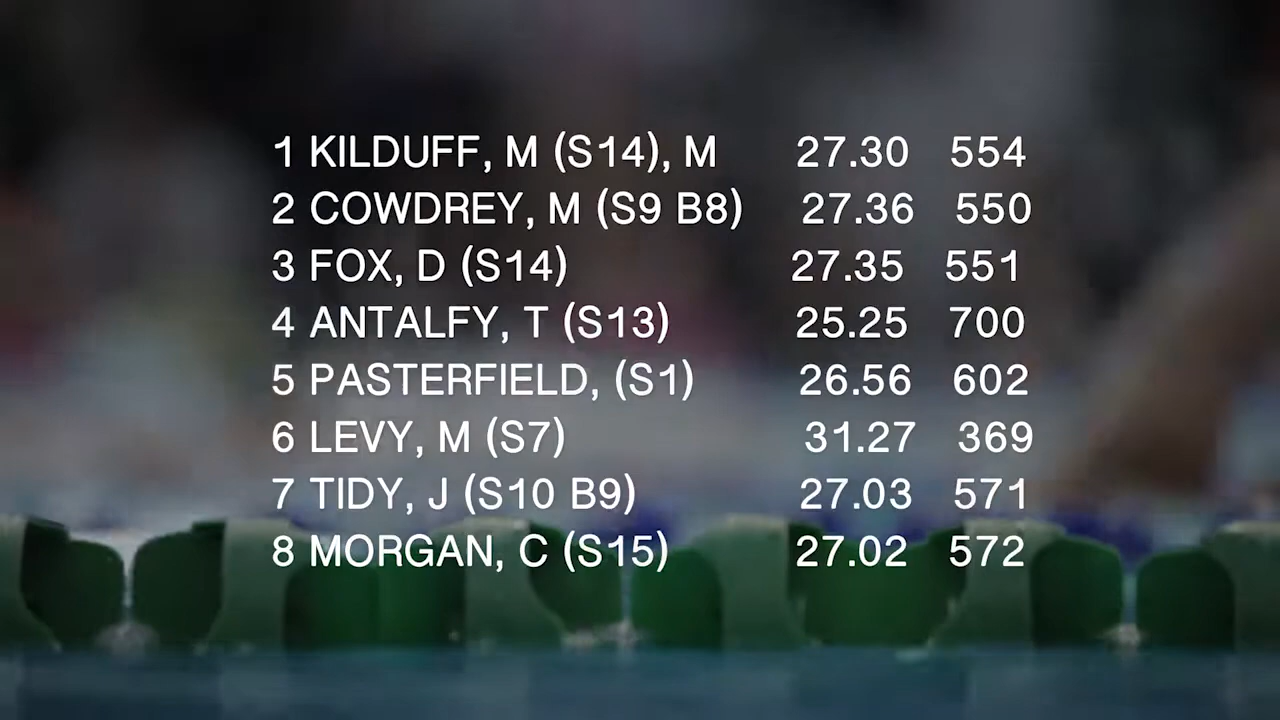 1 KILDUFF, M (S14), M 27.30 554
2 COWDREY, M (S9 B8) 27.36 550
3 FOX, D (S14) 27.35 551
4 ANTALFY, T (S13) 25.25 700
5 PASTERFIELD, (S1) 26.56 602
6 LEVY, M (S7) 31.27 369
7 TIDY, J (S10 B9) 27.03 571
8 MORGAN, C (S15) 27.02 572